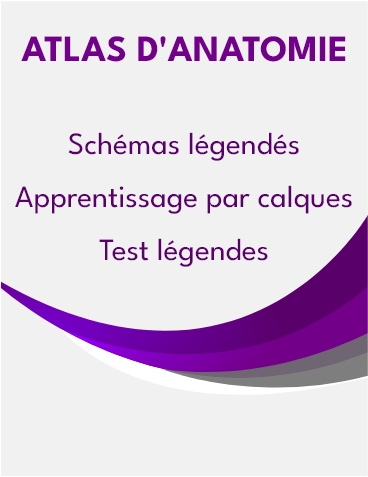 ATLAS D'ANATOMIE
Schémas légendés
Apprentissage par calques
Test légendes